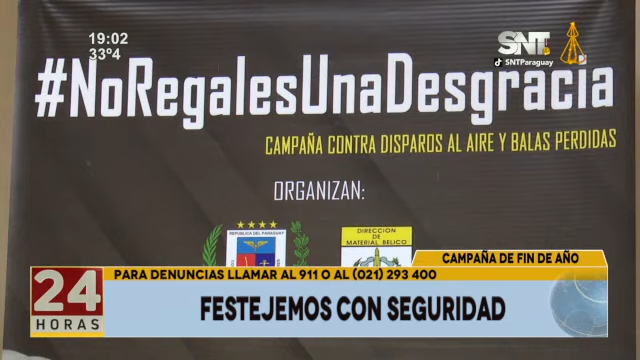 19:02
33°4
SNT
SNTParaguay
#NoRegalesUnaDesgracia
CAMPAÑA CONTRA DISPAROS AL AIRE Y BALAS PERDIDAS
ORGANIZAN:
REPUBLICA DEL PARAGUAY
DIRECCION
DE
MATERIAL BELICO
CAMPAÑA DE FIN DE AÑO
PARA DENUNCIAS LLAMAR AL 911 O AL (021) 293 400
24
HORAS
FESTEJEMOS CON SEGURIDAD